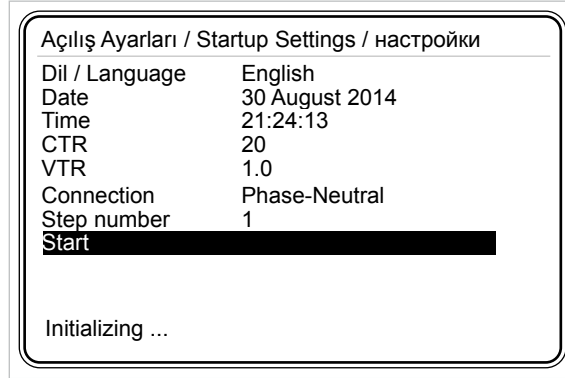 Açılış Ayarları / Startup Settings / настройки
Dil / Language English
Date 30 August 2014
Time 21:24:13
CTR 20
VTR 1.0
Connection Phase-Neutral
Step number 1
Start
Initializing ...